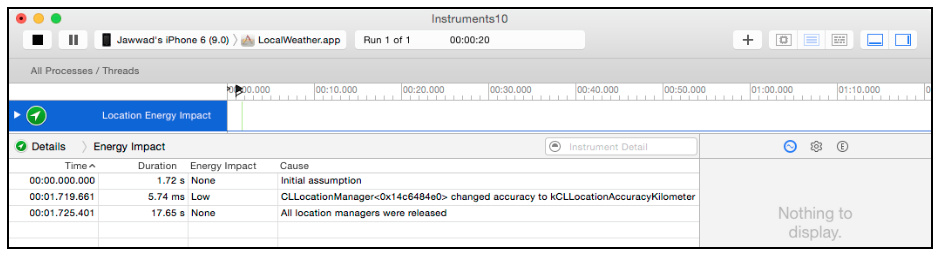 Instruments10
Jawwad's iPhone 6 (9.0) LocalWeather.app Run 1 of 1 00:00:20
All Processes / Threads
00:10.000 00:20.000 00:30.000 00:40.000 00:50.000 01:00.000 01:10.000
Location Energy Impact
Details Energy Impact Instrument Detail
Time Duration Energy Impact Cause
00:00.000.000 1.72 s None Initial assumption
00:01.719.661 5.74 ms Low CLLocationManager<0x14c6484e0> changed accuracy to kCLLocationAccuracyKilometer
00:01.725.401 17.65 s None All location managers were released
Nothing to
display.